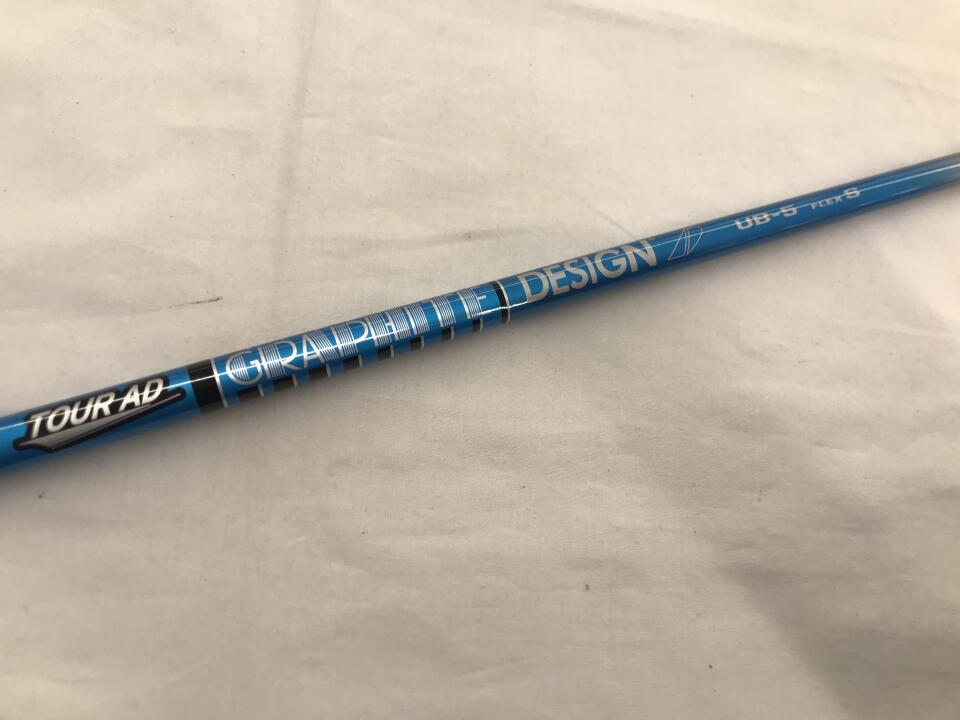 TOUR AD
GRAPHITE DESIGN
UB-5 FLEX S